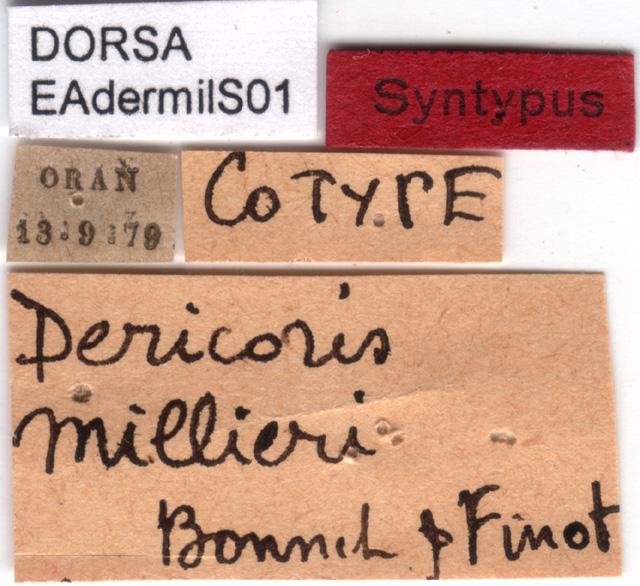 DORSA
EAdermilS01
Syntypus
ORAN
13:9:79
COTYPE
Dericoris
millieri
Bonnet & Finot